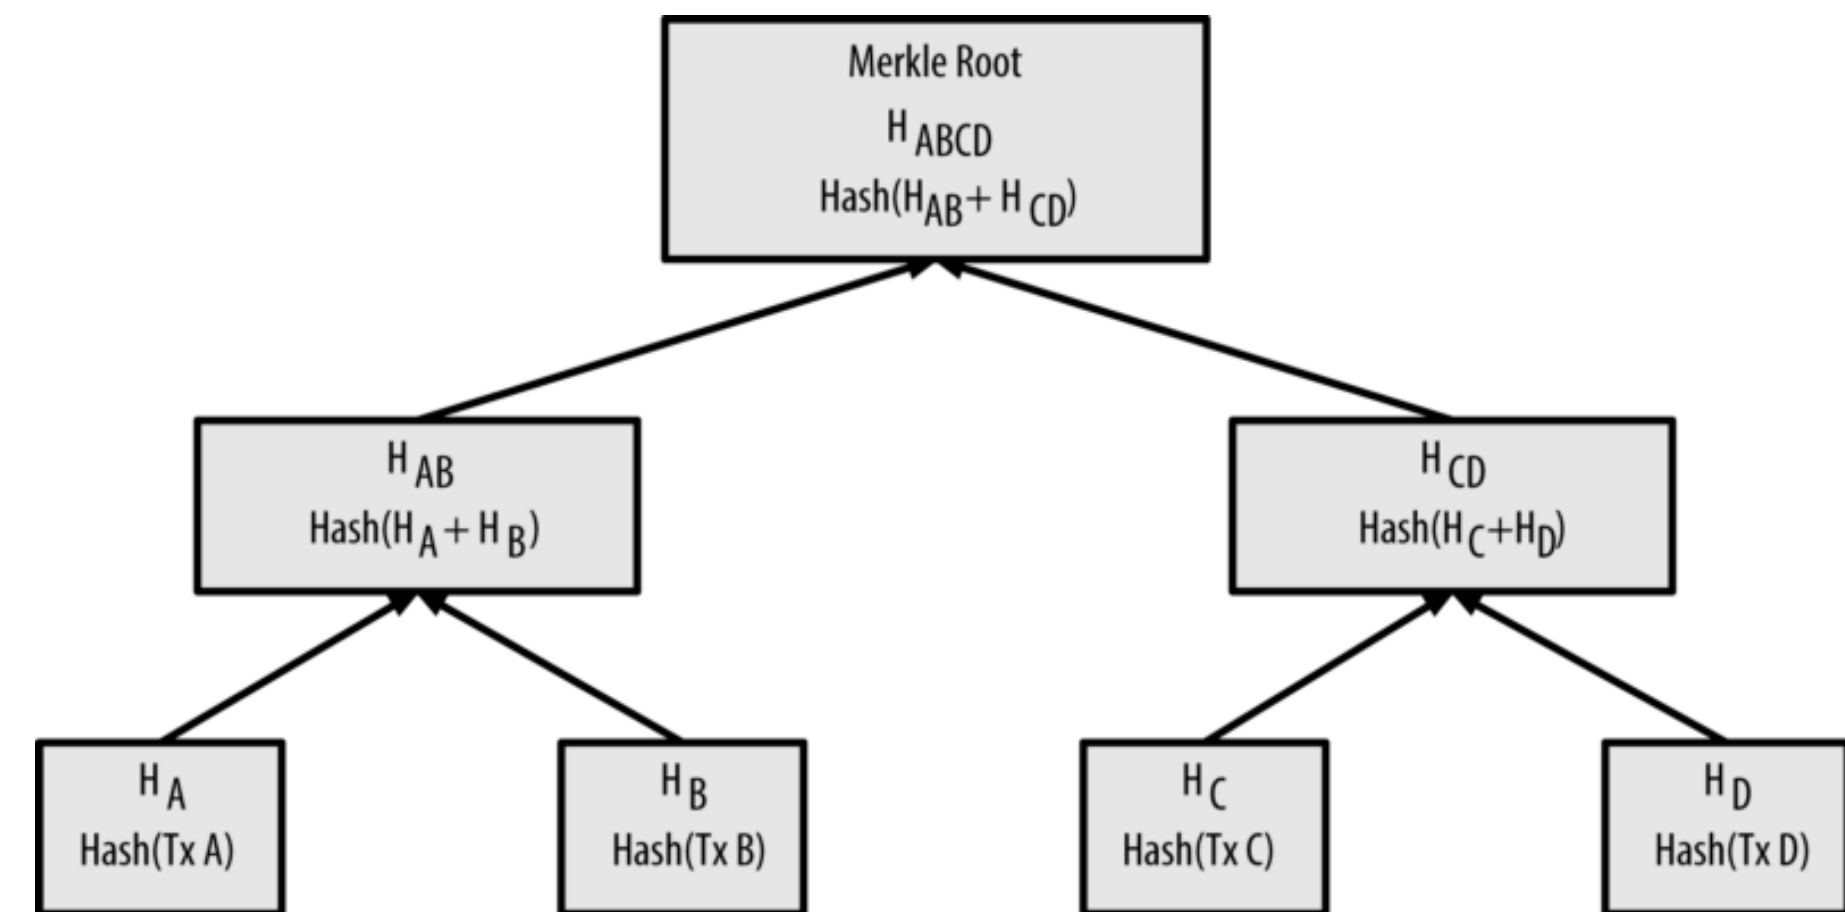 Merkle Root
H ABCD
Hash(HAB+ H CD)
H AB
Hash(H A + H B)
H CD
Hash(H C+HD)
H A
Hash(Tx A)
H B
Hash(Tx B)
H C
Hash(Tx C)
H D
Hash(Tx D)